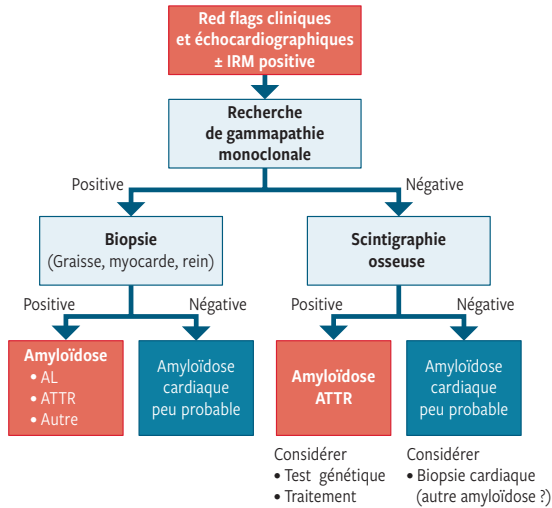 Red flags cliniques
et échocardiographiques
± IRM positive
Recherche
de gammapathie
monoclonale
Positive
Négative
Biopsie
(Graisse, myocarde, rein)
Scintigraphie
osseuse
Positive
Négative
Positive
Négative
Amyloïdose
• AL
• ATTR
• Autre
Amyloïdose
cardiaque
peu probable
Amyloïdose
ATTR
Amyloïdose
cardiaque
peu probable
Considérer
• Test génétique
• Traitement
Considérer
• Biopsie cardiaque
(autre amyloïdose ?)